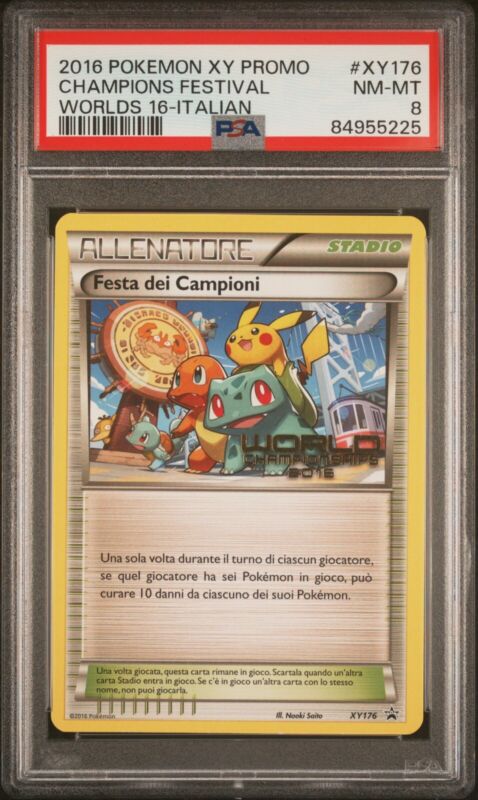 2016 POKEMON XY PROMO #XY176
CHAMPIONS FESTIVAL NM-MT
WORLDS 16-ITALIAN 8
PSA 84955225
ALLENATORE STADIO
Festa dei Campioni
WORLD
CHAMPIONSHIPS
2016
Una sola volta durante il turno di ciascun giocatore,
se quel giocatore ha sei Pokémon in gioco, può
curare 10 danni da ciascuno dei suoi Pokémon.
Una volta giocata, questa carta rimane in gioco. Scartala quando un'altra
carta Stadio entra in gioco. Se c'è in gioco un'altra carta con lo stesso
nome, non puoi giocarla.
©2016 Pokémon Ill. Naoki Saito XY176
PSA